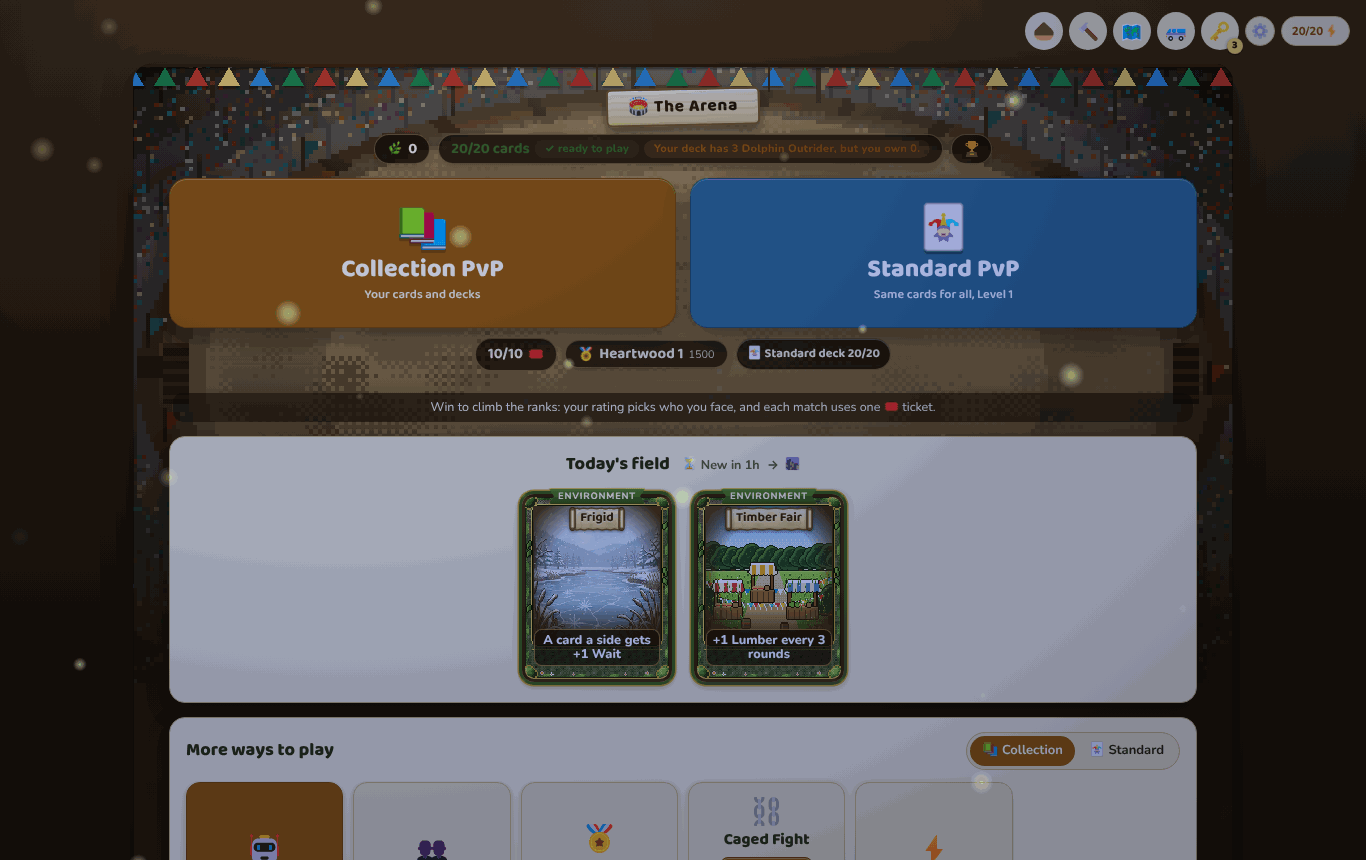 3
20/20
The Arena
0
20/20 cards
✓ ready to play
Your deck has 3 Dolphin Outrider, but you own 0.
Collection PvP
Your cards and decks
Standard PvP
Same cards for all, Level 1
10/10
Heartwood 1 1500
Standard deck 20/20
Win to climb the ranks: your rating picks who you face, and each match uses one ticket.
Today's field
New in 1h →
ENVIRONMENT
Frigid
A card a side gets
+1 Wait
ENVIRONMENT
Timber Fair
+1 Lumber every 3
rounds
More ways to play
Collection
Standard
Caged Fight